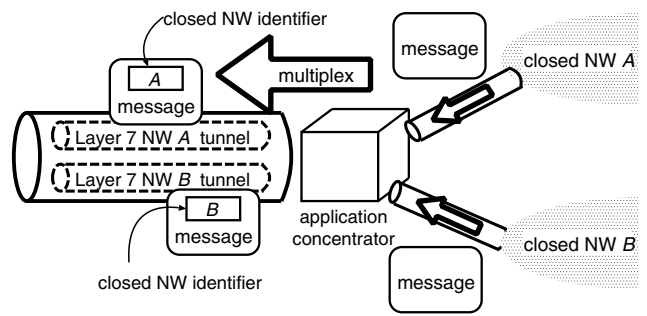 closed NW identifier
A
message
multiplex
message
closed NW A
Layer 7 NW A tunnel
Layer 7 NW B tunnel
B
message
application
concentrator
closed NW B
message
closed NW identifier